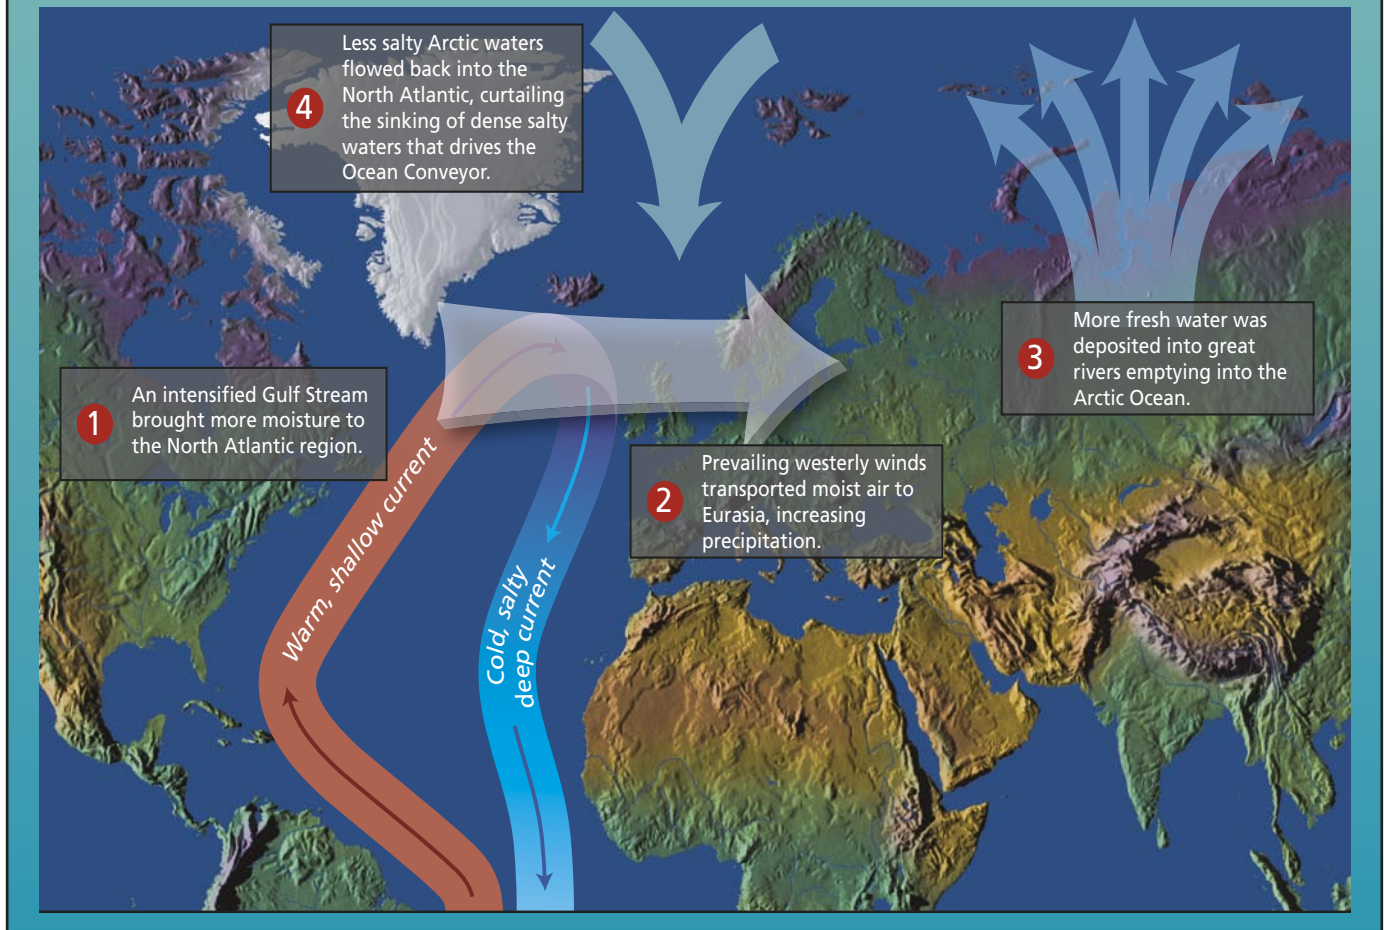 4
Less salty Arctic waters
flowed back into the
North Atlantic, curtailing
the sinking of dense salty
waters that drives the
Ocean Conveyor.
3
More fresh water was
deposited into great
rivers emptying into the
Arctic Ocean.
1
An intensified Gulf Stream
brought more moisture to
the North Atlantic region.
2
Prevailing westerly winds
transported moist air to
Eurasia, increasing
precipitation.
Warm, shallow current
Cold, salty
deep current